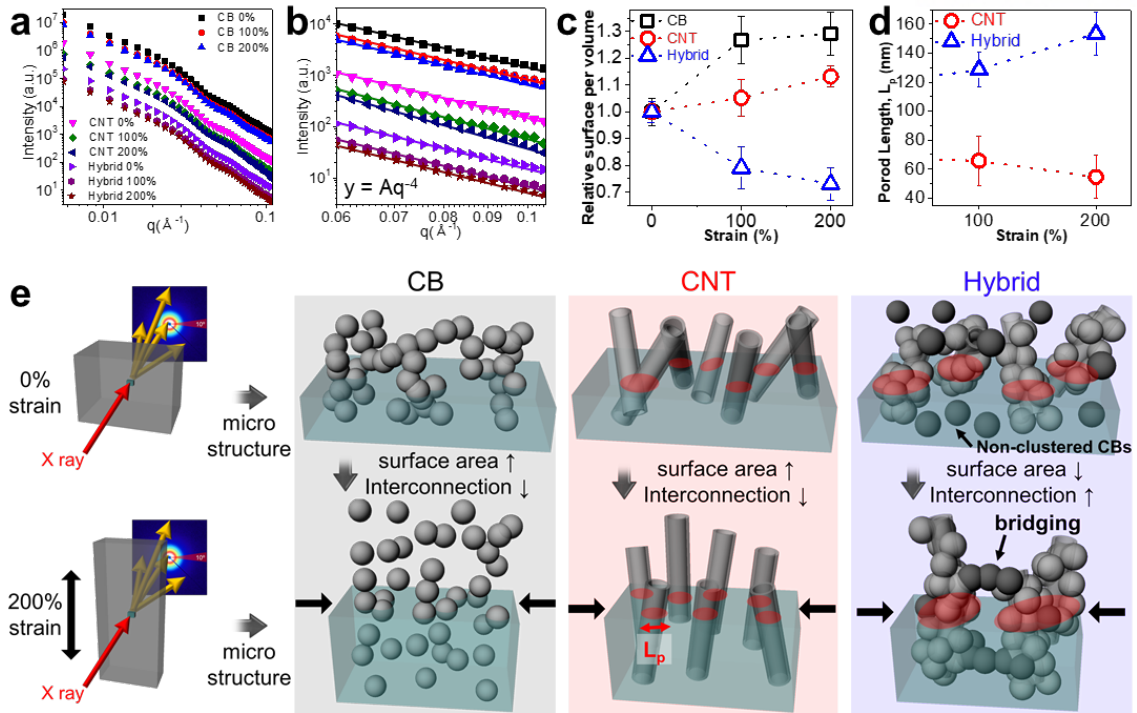 a
Intensity (a.u.)
10⁷
10⁶
10⁵
10⁴
10³
10²
10¹
CB 0%
CB 100%
CB 200%
CNT 0%
CNT 100%
CNT 200%
Hybrid 0%
Hybrid 100%
Hybrid 200%
0.01
0.1
q(Å⁻¹)
b
Intensity (a.u.)
10⁴
10³
10²
10¹
y = Aq⁻⁴
0.06
0.07
0.08
0.09
0.1
q(Å⁻¹)
c
Relative surface per volume
1.3
1.2
1.1
1.0
0.9
0.8
0.7
CB
CNT
Hybrid
0
100
200
Strain (%)
d
Porod Length, Lₚ (nm)
160
140
120
100
80
60
40
Hybrid
CNT
100
200
Strain (%)
e
CB
CNT
Hybrid
10°
0%
strain
X ray
micro
structure
Non-clustered CBs
surface area ↑
Interconnection ↓
surface area ↑
Interconnection ↓
surface area ↓
Interconnection ↑
bridging
10°
200%
strain
X ray
micro
structure
Lₚ